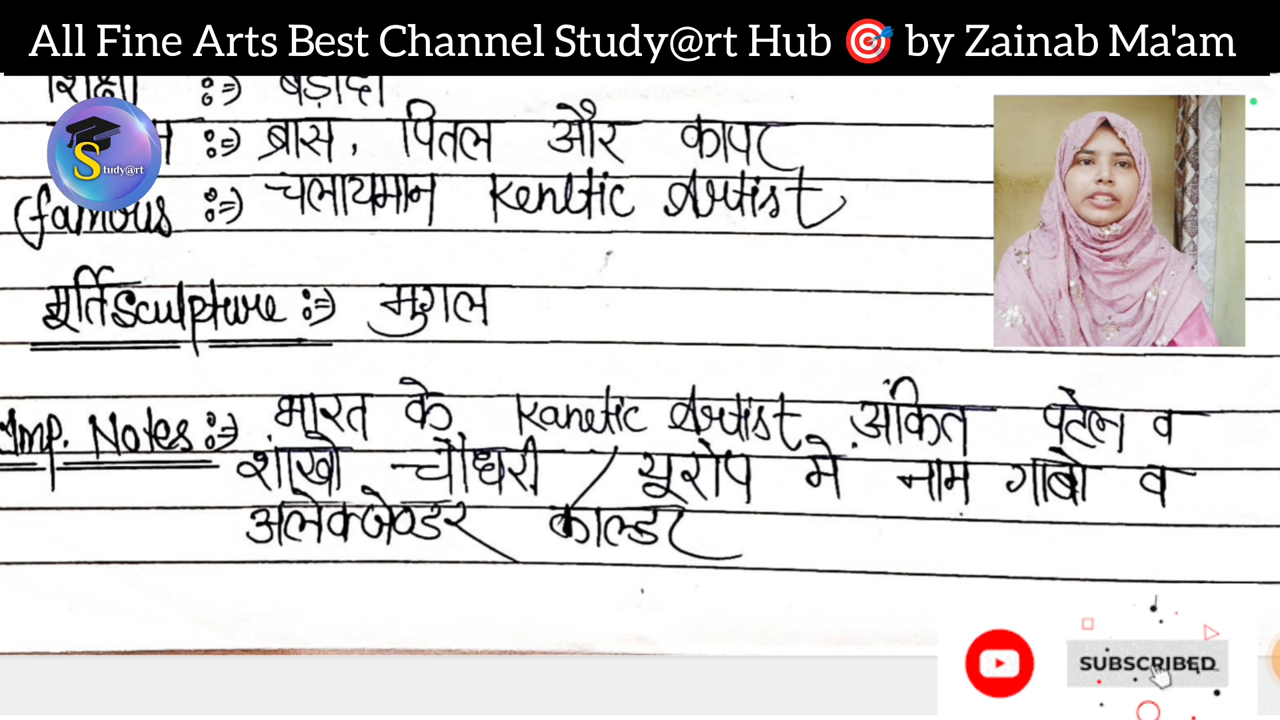 All Fine Arts Best Channel Study@rt Hub 🎯 by Zainab Ma'am
शिक्षा :⇒ बड़ौदा
:⇒ ब्रास, पितल और कापर
Study@rt
famous :⇒ चलायमान Kenetic Artist
मूर्ति Sculpture :⇒ मुगल
Imp. Notes :⇒ भारत के Kanetic Artist अंकित पटेल व
शंखो चौधरी / यूरोप मे नाम गाबो व
अलेक्जेण्डर काल्डर
SUBSCRIBED